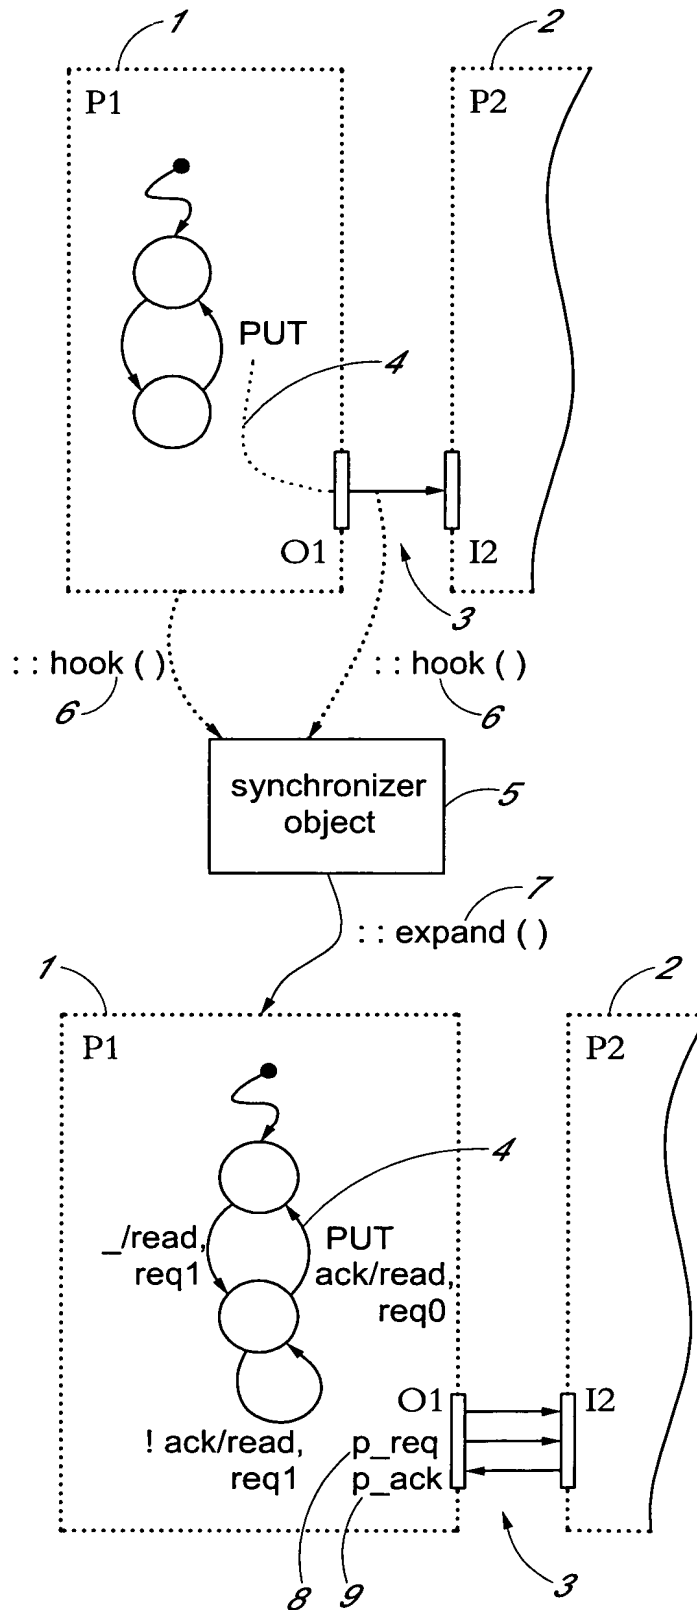 1
2
P1
P2
PUT
4
O1
I2
3
: : hook ( )
: : hook ( )
6
6
synchronizer
object
5
7
: : expand ( )
1
2
P1
P2
4
_/read,
req1
PUT
ack/read,
req0
O1
I2
! ack/read,
req1
p_req
p_ack
8
9
3